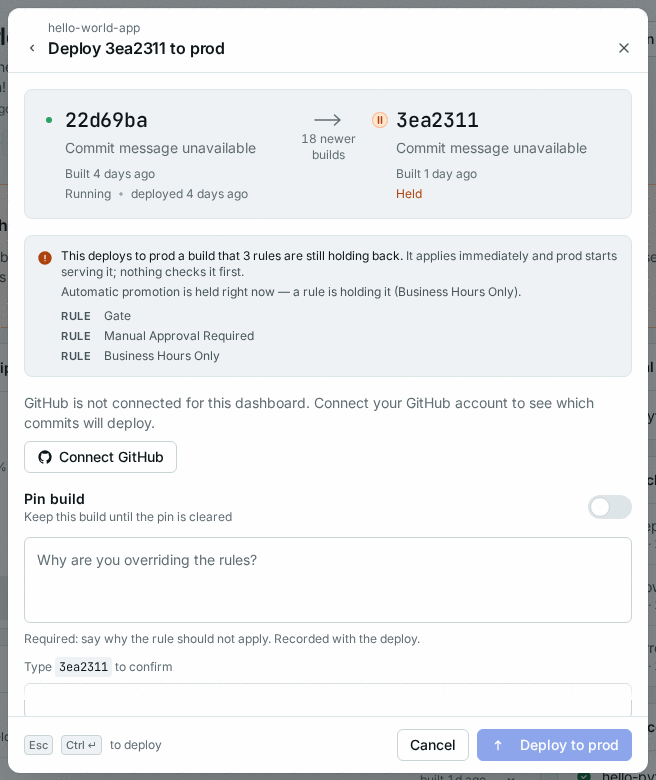 hello-world-app
Deploy 3ea2311 to prod
22d69ba
Commit message unavailable
Built 4 days ago
Running • deployed 4 days ago
18 newer
builds
3ea2311
Commit message unavailable
Built 1 day ago
Held
This deploys to prod a build that 3 rules are still holding back. It applies immediately and prod starts
serving it; nothing checks it first.
Automatic promotion is held right now — a rule is holding it (Business Hours Only).
RULE Gate
RULE Manual Approval Required
RULE Business Hours Only
GitHub is not connected for this dashboard. Connect your GitHub account to see which
commits will deploy.
Connect GitHub
Pin build
Keep this build until the pin is cleared
Why are you overriding the rules?
Required: say why the rule should not apply. Recorded with the deploy.
Type 3ea2311 to confirm
Esc Ctrl ↵ to deploy
Cancel
↑ Deploy to prod